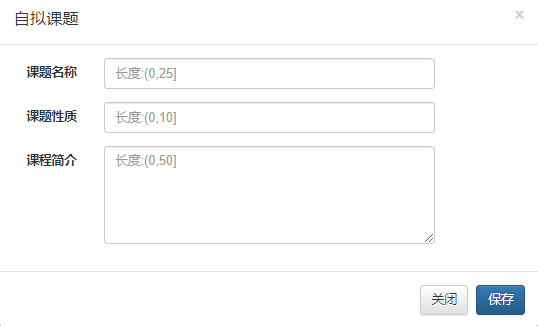 自拟课题
×
课题名称
长度:(0,25]
课题性质
长度:(0,10]
课程简介
长度:(0,50]
关闭 保存